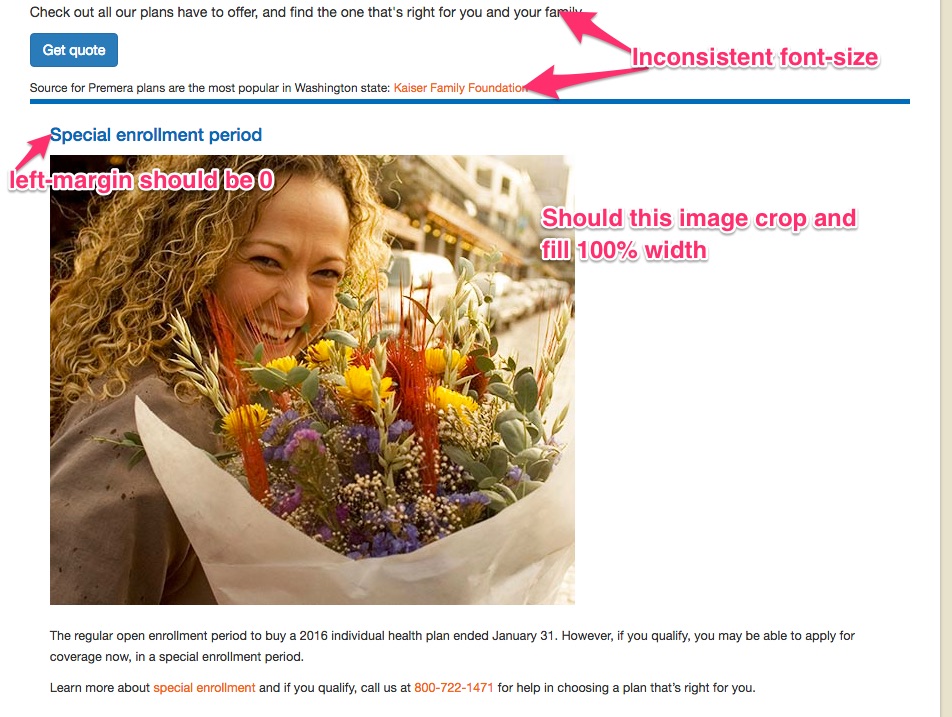 Check out all our plans have to offer, and find the one that's right for you and your family.
Get quote
Inconsistent font-size
Source for Premera plans are the most popular in Washington state: Kaiser Family Foundation
Special enrollment period
left-margin should be 0
Should this image crop and
fill 100% width
The regular open enrollment period to buy a 2016 individual health plan ended January 31. However, if you qualify, you may be able to apply for
coverage now, in a special enrollment period.
Learn more about special enrollment and if you qualify, call us at 800-722-1471 for help in choosing a plan that’s right for you.